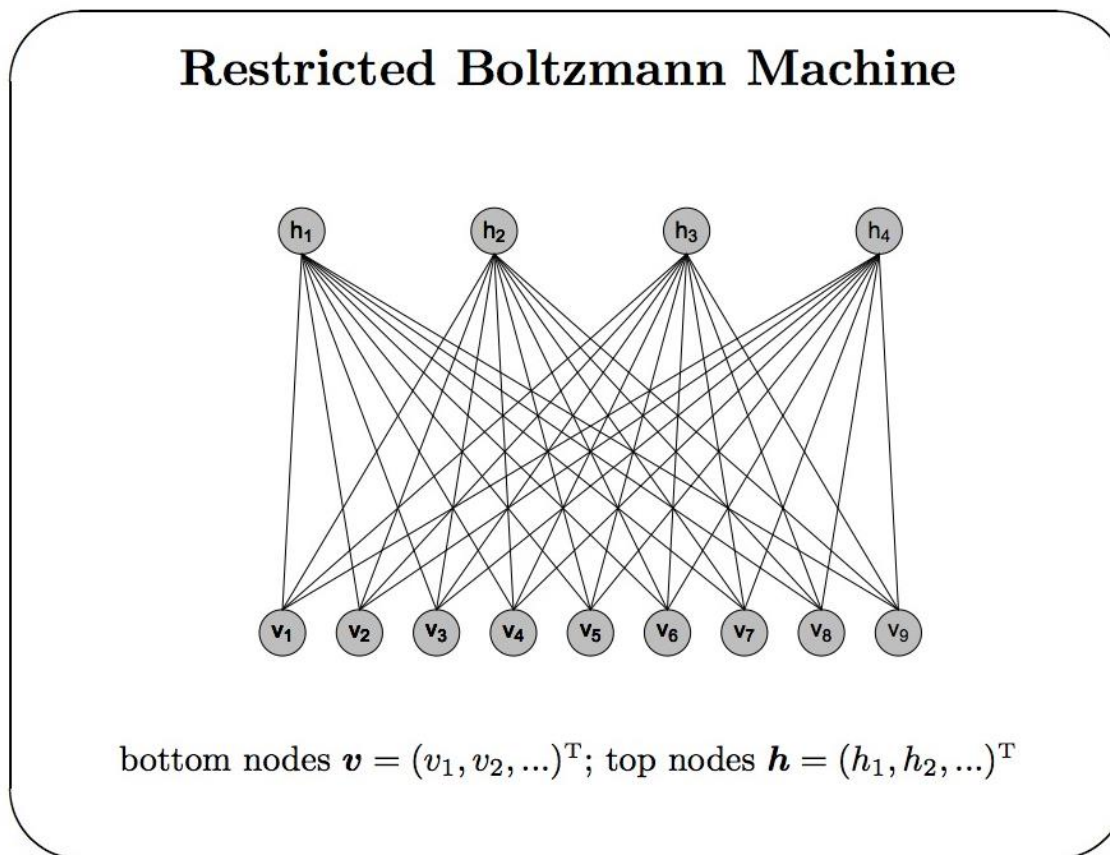 Restricted Boltzmann Machine
h₁ h₂ h₃ h₄
v₁ v₂ v₃ v₄ v₅ v₆ v₇ v₈ v₉
bottom nodes v = (v₁, v₂, ...)ᵀ; top nodes h = (h₁, h₂, ...)ᵀ